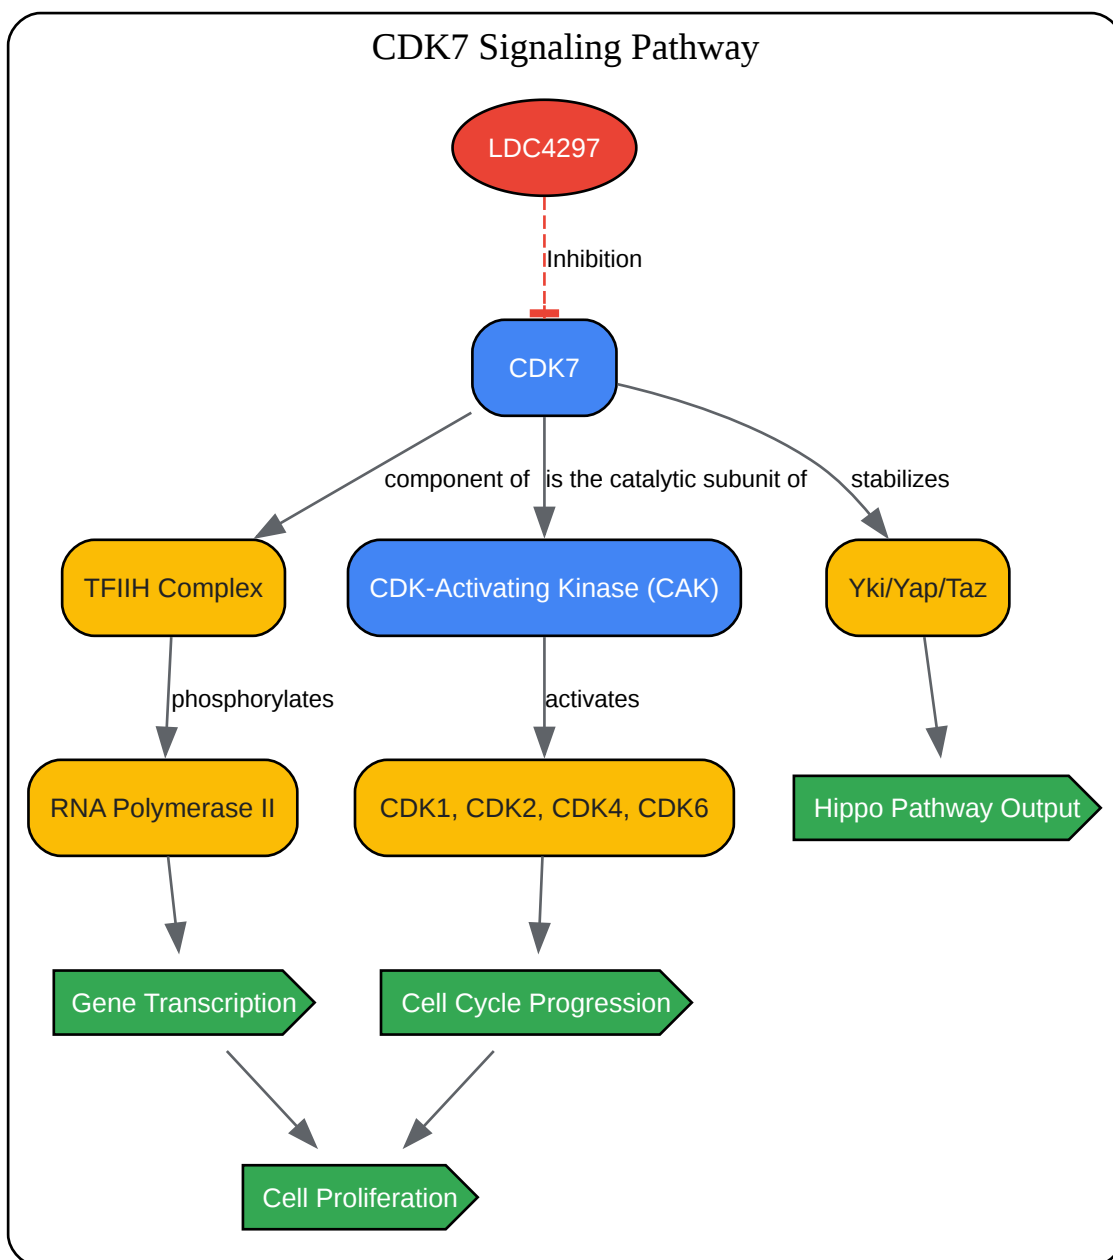 CDK7 Signaling Pathway
LDC4297
Inhibition
CDK7
component of
is the catalytic subunit of
stabilizes
TFIIH Complex
CDK-Activating Kinase (CAK)
Yki/Yap/Taz
phosphorylates
activates
RNA Polymerase II
CDK1, CDK2, CDK4, CDK6
Hippo Pathway Output
Gene Transcription
Cell Cycle Progression
Cell Proliferation